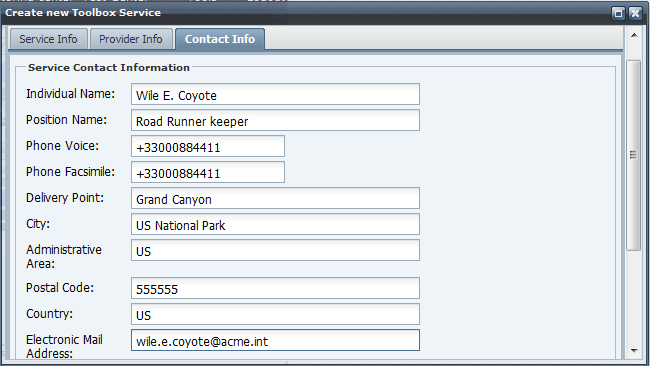 Create new Toolbox Service
Service Info Provider Info Contact Info
Service Contact Information
Individual Name: Wile E. Coyote
Position Name: Road Runner keeper
Phone Voice: +33000884411
Phone Facsimile: +33000884411
Delivery Point: Grand Canyon
City: US National Park
Administrative
Area: US
Postal Code: 555555
Country: US
Electronic Mail
Address: wile.e.coyote@acme.int